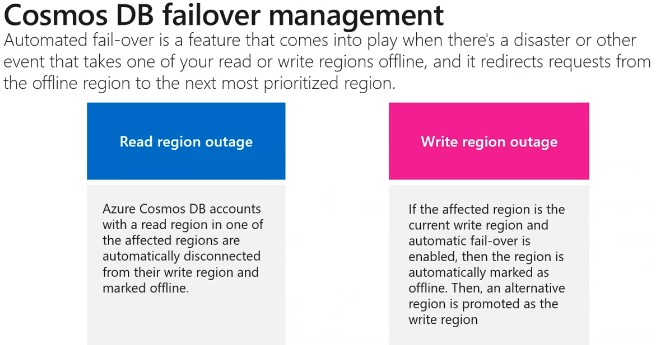 Cosmos DB failover management
Automated fail-over is a feature that comes into play when there's a disaster or other
event that takes one of your read or write regions offline, and it redirects requests from
the offline region to the next most prioritized region.
Read region outage
Azure Cosmos DB accounts
with a read region in one of
the affected regions are
automatically disconnected
from their write region and
marked offline.
Write region outage
If the affected region is the
current write region and
automatic fail-over is
enabled, then the region is
automatically marked as
offline. Then, an alternative
region is promoted as the
write region